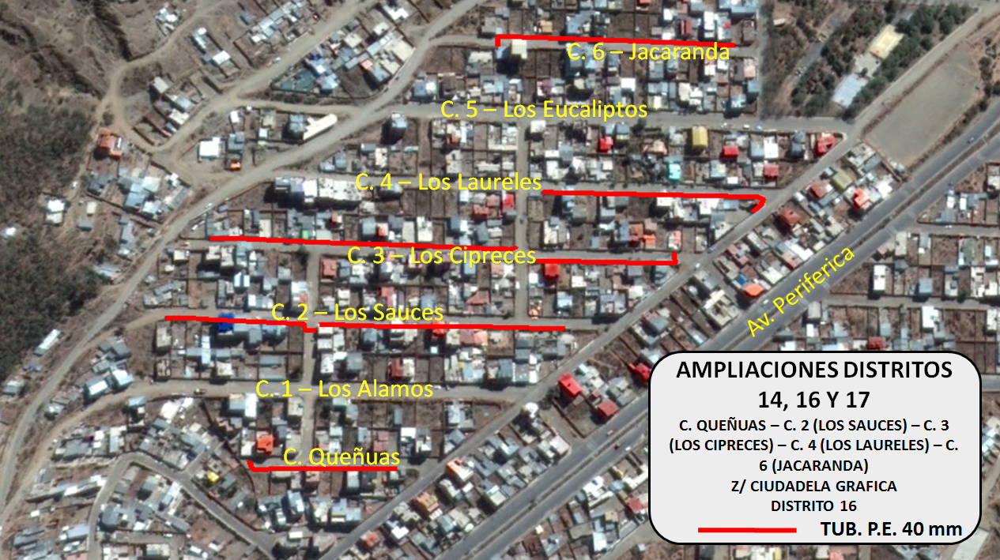 C. 6 – Jacaranda
C. 5 – Los Eucaliptos
C. 4 – Los Laureles
C. 3 – Los Cipreces
Av. Periferica
C. 2 – Los Sauces
C. 1 – Los Alamos
C. Queñuas
AMPLIACIONES DISTRITOS
14, 16 Y 17
C. QUEÑUAS – C. 2 (LOS SAUCES) – C. 3
(LOS CIPRECES) – C. 4 (LOS LAURELES) – C.
6 (JACARANDA)
Z/ CIUDADELA GRAFICA
DISTRITO 16
TUB. P.E. 40 mm